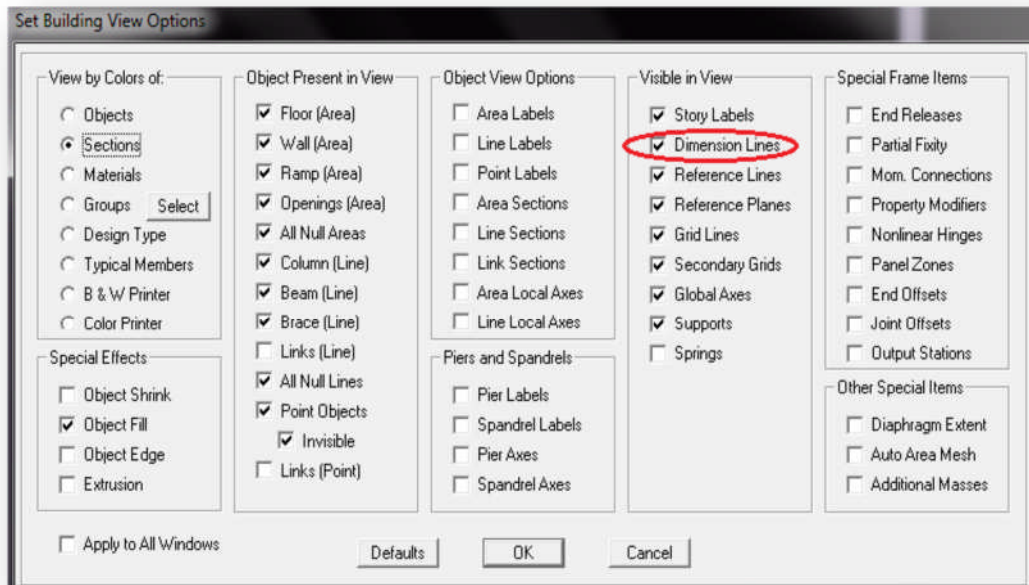 Set Building View Options
View by Colors of:
Objects
Sections
Materials
Groups
Select
Design Type
Typical Members
B & W Printer
Color Printer
Special Effects
Object Shrink
Object Fill
Object Edge
Extrusion
Apply to All Windows
Object Present in View
Floor (Area)
Wall (Area)
Ramp (Area)
Openings (Area)
All Null Areas
Column (Line)
Beam (Line)
Brace (Line)
Links (Line)
All Null Lines
Point Objects
Invisible
Links (Point)
Object View Options
Area Labels
Line Labels
Point Labels
Area Sections
Line Sections
Link Sections
Area Local Axes
Line Local Axes
Piers and Spandrels
Pier Labels
Spandrel Labels
Pier Axes
Spandrel Axes
Visible in View
Story Labels
Dimension Lines
Reference Lines
Reference Planes
Grid Lines
Secondary Grids
Global Axes
Supports
Springs
Special Frame Items
End Releases
Partial Fixity
Mom. Connections
Property Modifiers
Nonlinear Hinges
Panel Zones
End Offsets
Joint Offsets
Output Stations
Other Special Items
Diaphragm Extent
Auto Area Mesh
Additional Masses
Defaults
OK
Cancel